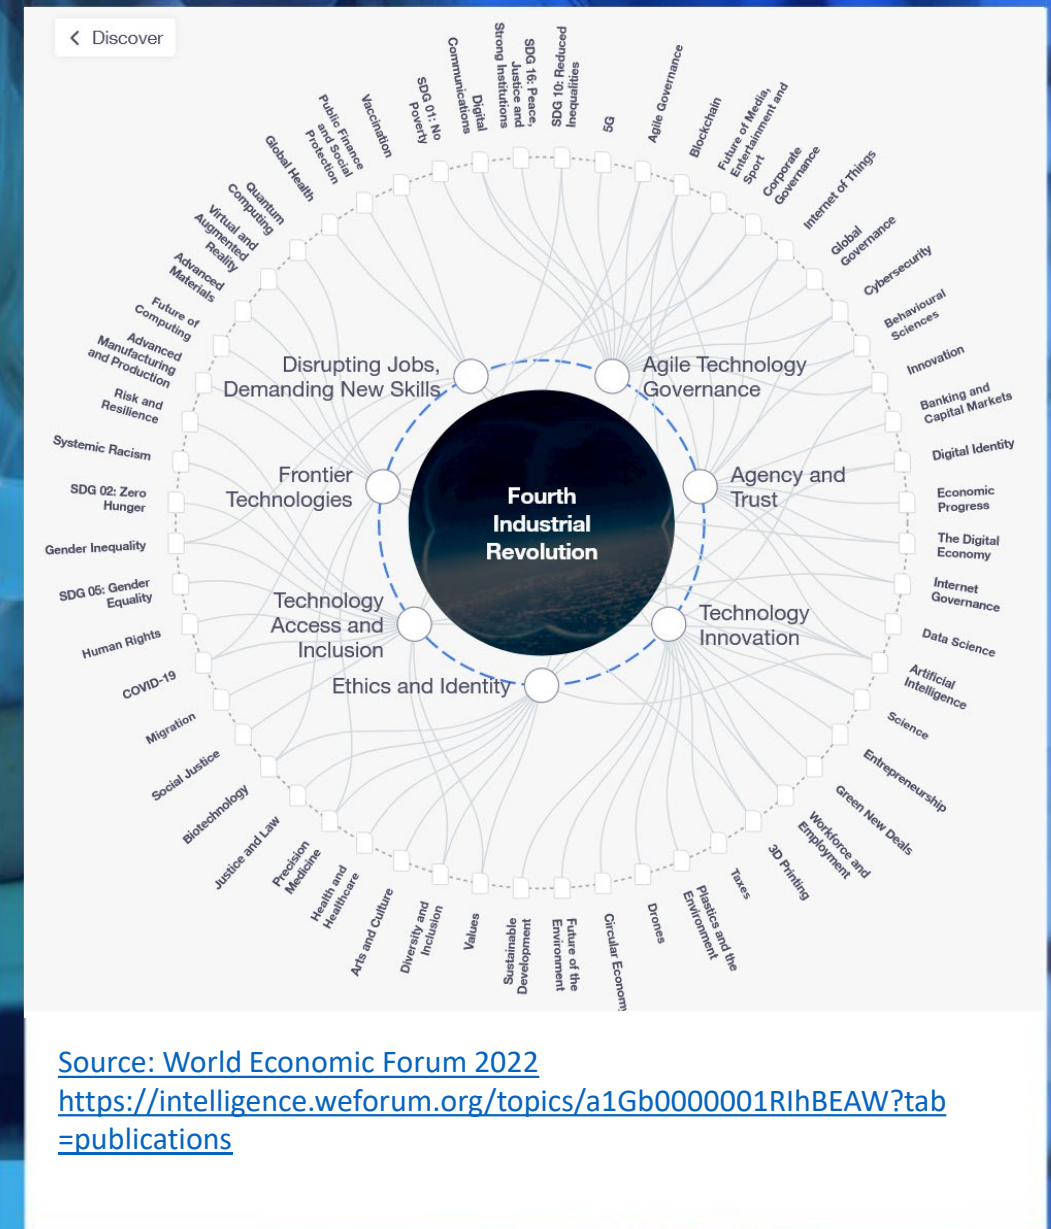 Discover
SDG 10: Reduced
Inequalities
5G
Agile Governance
Blockchain
Future of Media,
Entertainment and
Sport
Corporate
Governance
Internet of Things
Global
Governance
Cybersecurity
Behavioural
Sciences
Innovation
Banking and
Capital Markets
Digital Identity
Economic
Progress
The Digital
Economy
Internet
Governance
Data Science
Artificial
Intelligence
Science
Entrepreneurship
Green New Deals
Workforce and
Employment
3D Printing
Taxes
Plastics and the
Environment
Drones
Circular Economy
Future of the
Environment
Sustainable
Development
Values
Diversity and
Inclusion
Arts and Culture
Health and
Healthcare
Precision
Medicine
Justice and Law
Biotechnology
Social Justice
Migration
COVID-19
Human Rights
SDG 05: Gender
Equality
Gender Inequality
SDG 02: Zero
Hunger
Systemic Racism
Risk and
Resilience
Advanced
Manufacturing
and Production
Future of
Computing
Advanced
Materials
Virtual and
Augmented
Reality
Quantum
Computing
Global Health
Public Finance
and Social
Protection
Vaccination
SDG 01: No
Poverty
Digital
Communications
SDG 16: Peace,
Justice and
Strong Institutions
Disrupting Jobs,
Demanding New Skills
Agile Technology
Governance
Frontier
Technologies
Agency and
Trust
Fourth
Industrial
Revolution
Technology
Access and
Inclusion
Technology
Innovation
Ethics and Identity
Source: World Economic Forum 2022
https://intelligence.weforum.org/topics/a1Gb0000001RIhBEAW?tab
=publications